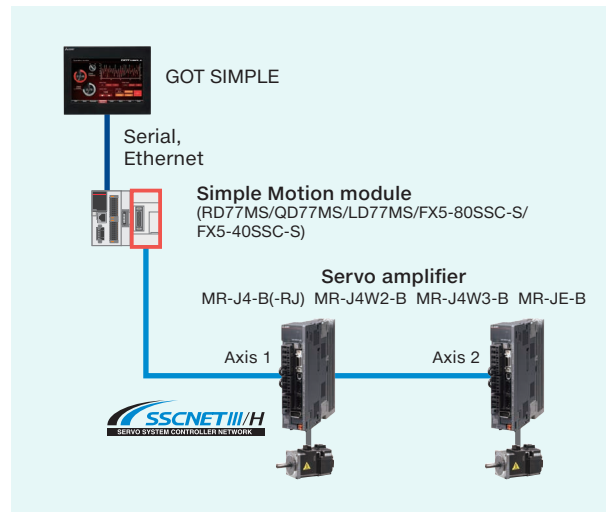 GOT SIMPLE
Serial,
Ethernet
Simple Motion module
(RD77MS/QD77MS/LD77MS/FX5-80SSC-S/
FX5-40SSC-S)
Servo amplifier
MR-J4-B(-RJ) MR-J4W2-B MR-J4W3-B MR-JE-B
Axis 1
Axis 2
SSCNETIII/H
SERVO SYSTEM CONTROLLER NETWORK